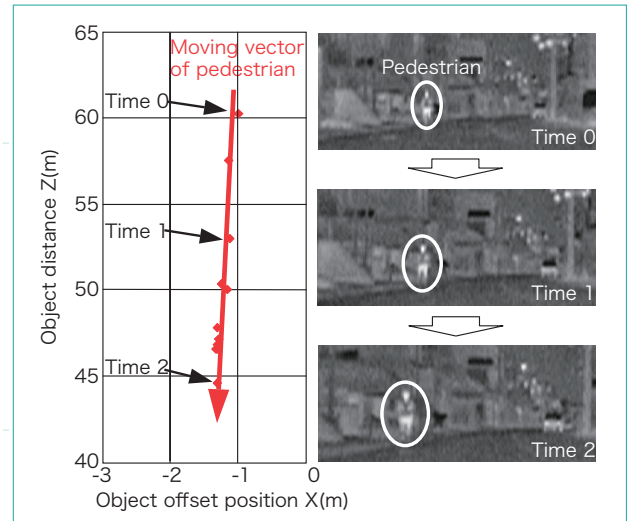 65
60
55
50
45
40
Object distance Z(m)
Moving vector
of pedestrian
Time 0
Time 1
Time 2
-3
-2
-1
0
Object offset position X(m)
Pedestrian
Time 0
Time 1
Time 2